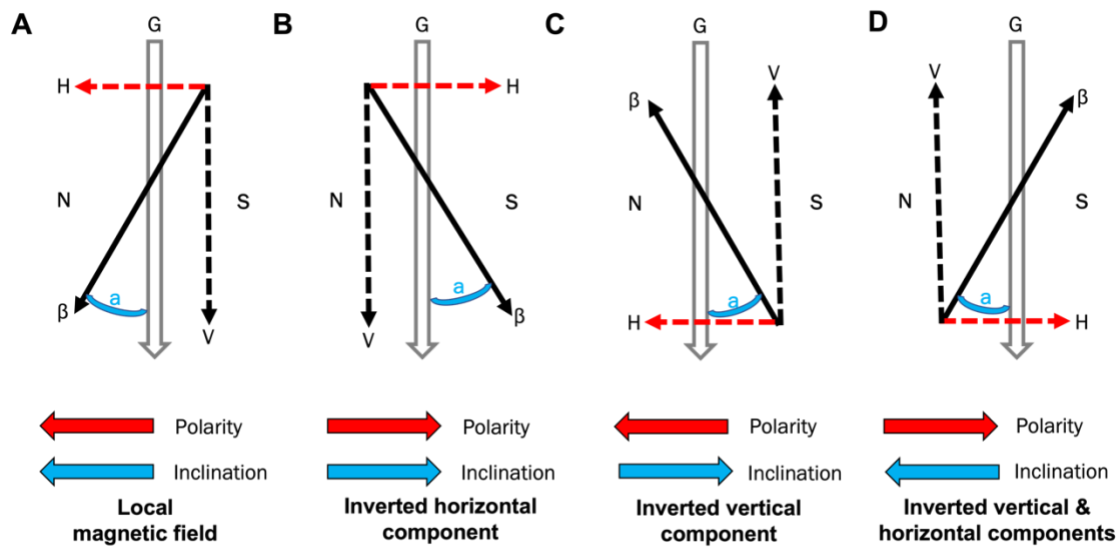 A
G
H
N
S
β
a
V
Polarity
Inclination
Local
magnetic field
B
G
H
N
S
a
β
V
Polarity
Inclination
Inverted horizontal
component
C
G
V
β
N
S
a
H
Polarity
Inclination
Inverted vertical
component
D
G
V
β
N
S
a
H
Polarity
Inclination
Inverted vertical &
horizontal components